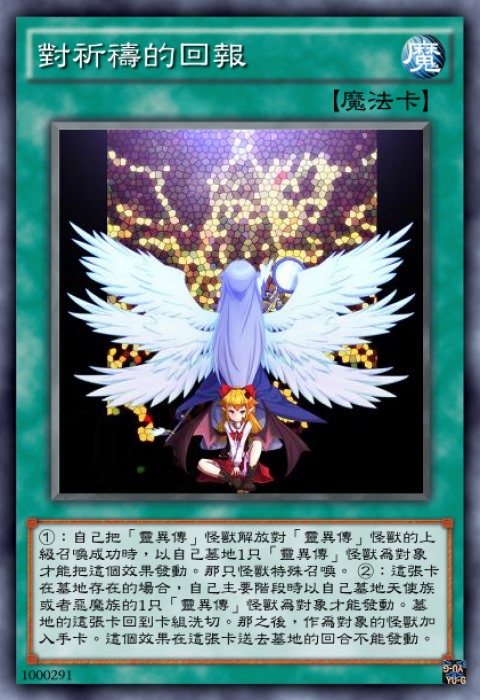 對祈禱的回報
魔
【魔法卡】
①：自己把「靈異傳」怪獸解放對「靈異傳」怪獸的上
級召喚成功時，以自己墓地1只「靈異傳」怪獸為對象
才能把這個效果發動。那只怪獸特殊召喚。 ②：這張卡
在墓地存在的場合，自己主要階段時以自己墓地天使族
或者惡魔族的1只「靈異傳」怪獸為對象才能發動。墓
地的這張卡回到卡組洗切。那之後，作為對象的怪獸加
入手卡。這個效果在這張卡送去墓地的回合不能發動。
1000291